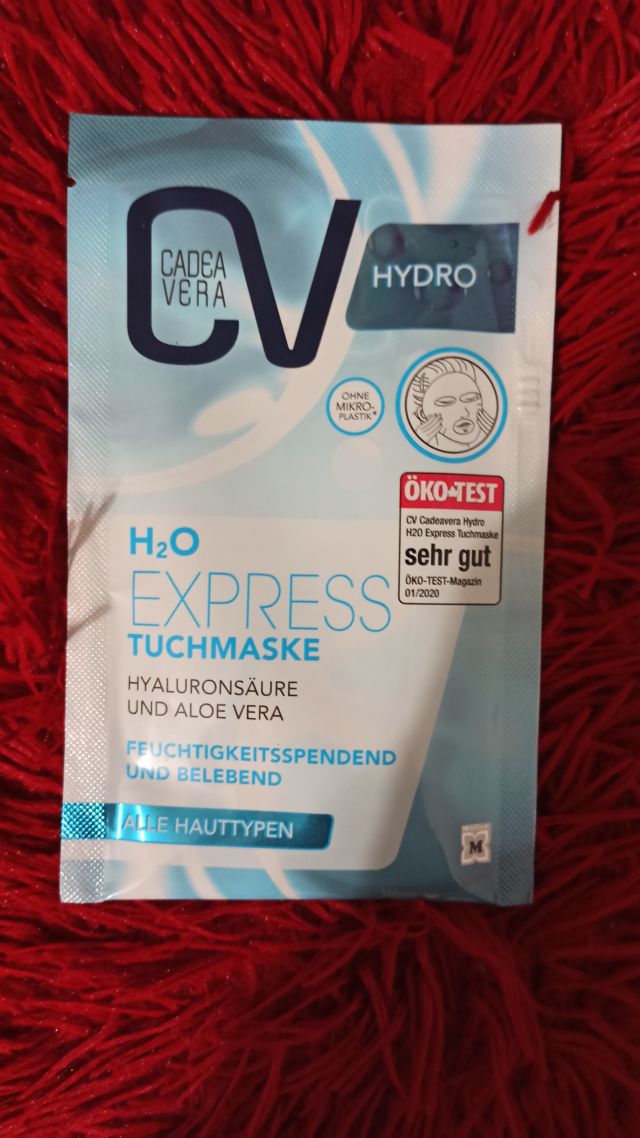 CV
CADEA
VERA
HYDRO
OHNE
MIKRO-
PLASTIK*
ÖKO TEST
CV Cadeavera Hydro
H2O Express Tuchmaske
sehr gut
ÖKO-TEST-Magazin
01/2020
H₂O
EXPRESS
TUCHMASKE
HYALURONSÄURE
UND ALOE VERA
FEUCHTIGKEITSSPENDEND
UND BELEBEND
ALLE HAUTTYPEN
MÜLLER
M